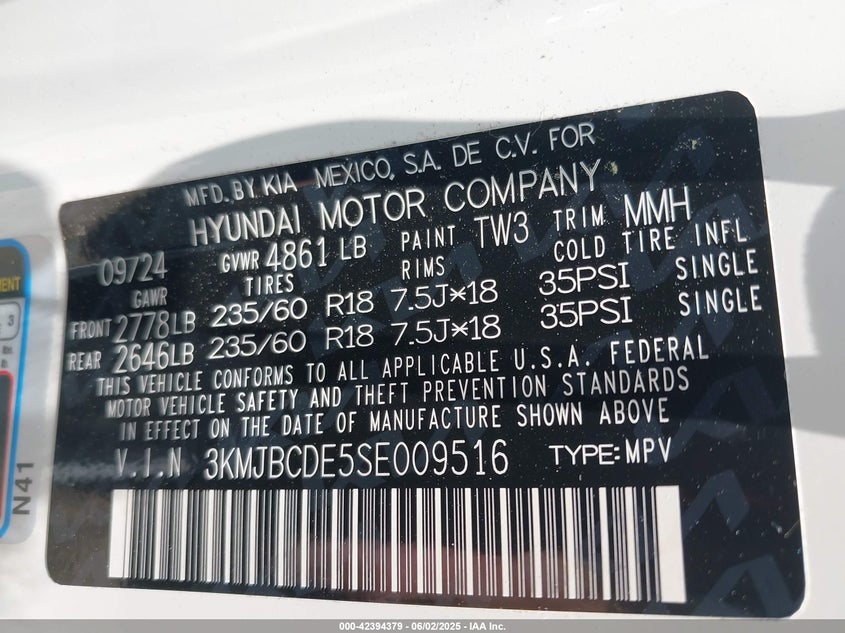 MFD. BY KIA MEXICO, S.A. DE C.V. FOR
HYUNDAI MOTOR COMPANY
09724 GVWR 4861 LB PAINT TW3 TRIM MMH
GAWR TIRES RIMS COLD TIRE INFL
FRONT 2778LB 235/60 R18 7.5J*18 35PSI SINGLE
REAR 2646LB 235/60 R18 7.5J*18 35PSI SINGLE
THIS VEHICLE CONFORMS TO ALL APPLICABLE U.S.A. FEDERAL
MOTOR VEHICLE SAFETY AND THEFT PREVENTION STANDARDS
IN EFFECT ON THE DATE OF MANUFACTURE SHOWN ABOVE
V.I.N 3KMJBCDE5SE009516 TYPE:MPV
3
N41
000-42394379 - 06/02/2025 - IAA Inc.